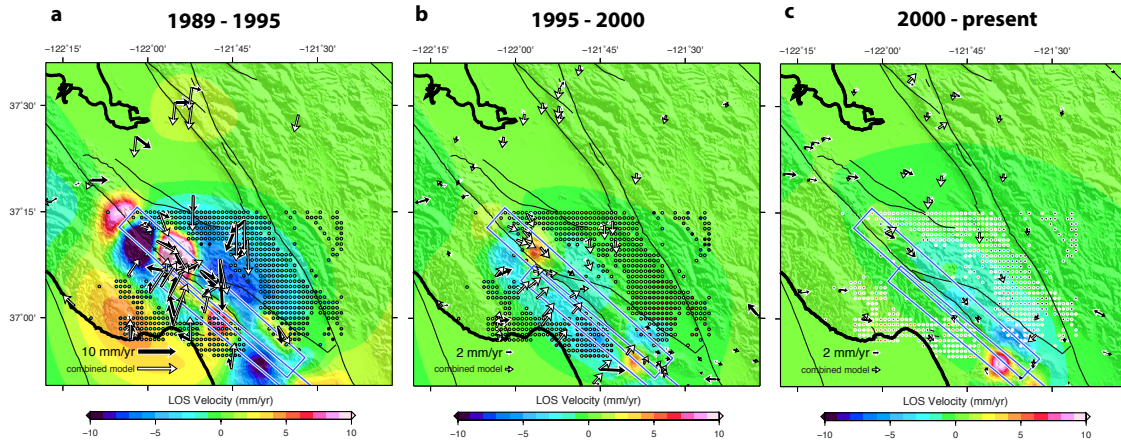 a
1989 - 1995
−122°15'
−122°00'
−121°45'
−121°30'
37°30'
37°15'
37°00'
10 mm/yr
combined model
LOS Velocity (mm/yr)
−10
−5
0
5
10
b
1995 - 2000
−122°15'
−122°00'
−121°45'
−121°30'
2 mm/yr
combined model
LOS Velocity (mm/yr)
−10
−5
0
5
10
c
2000 - present
−122°15'
−122°00'
−121°45'
−121°30'
2 mm/yr
combined model
LOS Velocity (mm/yr)
−10
−5
0
5
10